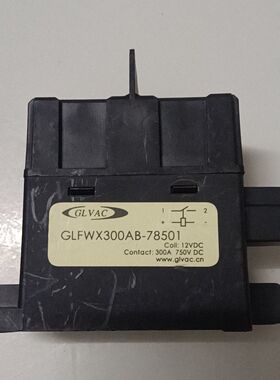 GLVAC
GLFWX300AB-78501
1 2
+ -
Coil: 12VDC
Contact: 300A 750V DC
www.glvac.cn